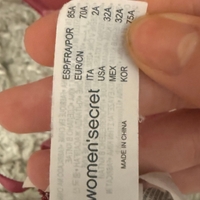 ESP/FRA/POR 85A
EUR/CN 70A
ITA 2A
USA 32A
MEX 32A
KOR 75A
women'secret
MADE IN CHINA